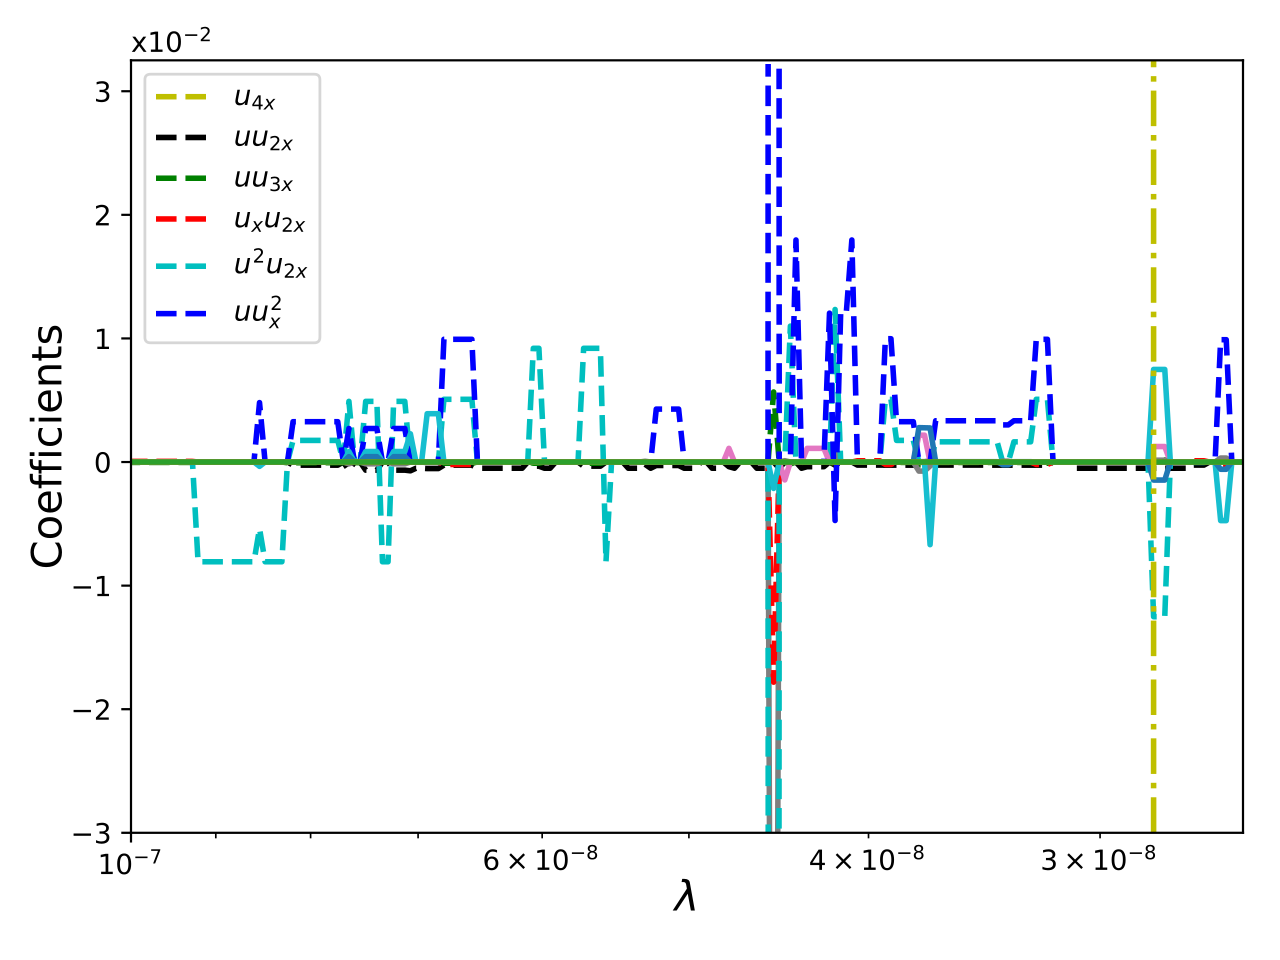 x10⁻²
3
2
1
0
−1
−2
−3
Coefficients
u₄ₓ
uu₂ₓ
uu₃ₓ
uₓu₂ₓ
u²u₂ₓ
uuₓ²
10⁻⁷
6 × 10⁻⁸
4 × 10⁻⁸
3 × 10⁻⁸
λ